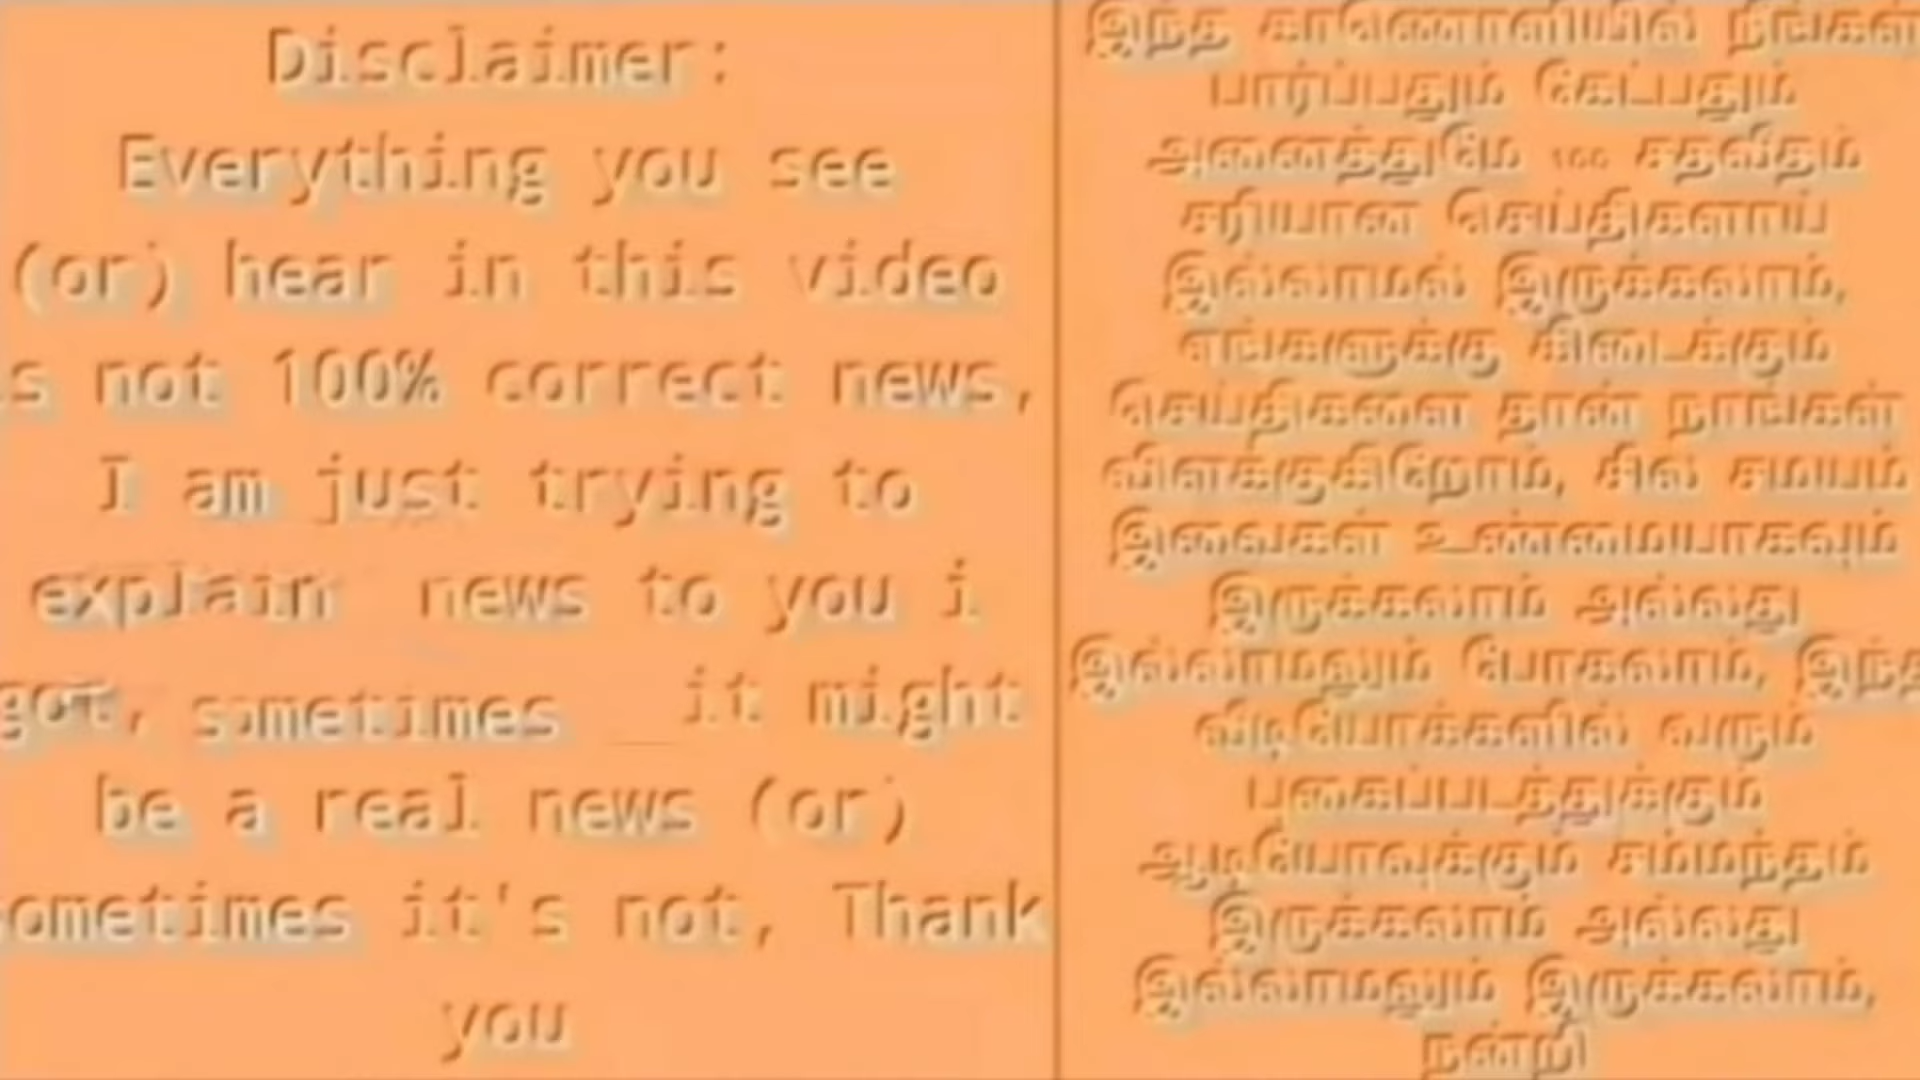 Disclaimer:
Everything you see
(or) hear in this video
s not 100% correct news,
I am just trying to
explain news to you i
got, sometimes it might
be a real news (or)
ometimes it's not, Thank
you
இந்த காணொளியில் நீங்கள்
பார்ப்பதும் கேட்பதும்
அனைத்துமே 100 சதவீதம்
சரியான செய்திகளாய்
இல்லாமல் இருக்கலாம்,
எங்களுக்கு கிடைக்கும்
செய்திகளை தான் நாங்கள்
விளக்குகிறோம், சில சமயம்
இவைகள் உண்மையாகவும்
இருக்கலாம் அல்லது
இல்லாமலும் போகலாம், இந்த
வீடியோக்களில் வரும்
புகைப்படத்துக்கும்
ஆடியோவுக்கும் சம்மந்தம்
இருக்கலாம் அல்லது
இல்லாமலும் இருக்கலாம்,
நன்றி